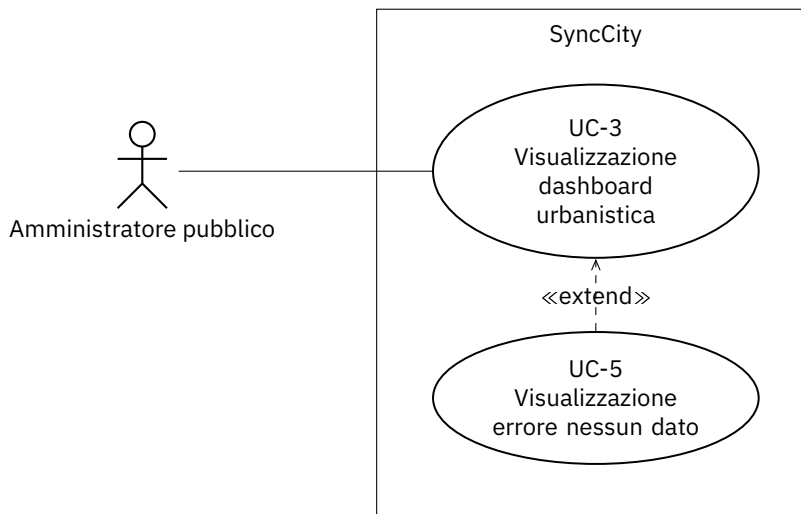 SyncCity
UC-3
Visualizzazione
dashboard
urbanistica
Amministratore pubblico
≪extend≫
UC-5
Visualizzazione
errore nessun dato